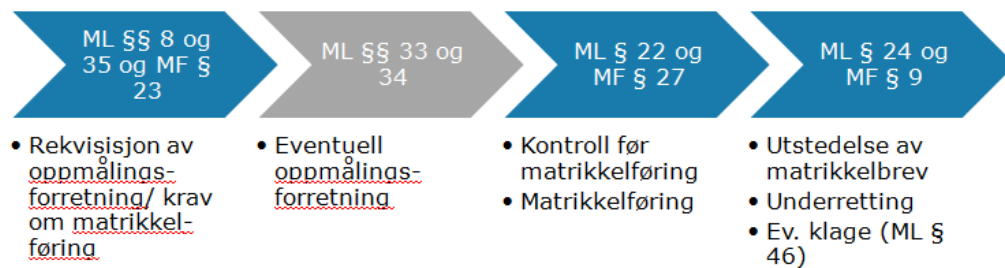 ML §§ 8 og
35 og MF §
23
• Rekvisisjon av
oppmålings-
forretning/ krav
om matrikkel-
føring
ML §§ 33 og
34
• Eventuell
oppmålings-
forretning
ML § 22 og
MF § 27
• Kontroll før
matrikkelføring
• Matrikkelføring
ML § 24 og
MF § 9
• Utstedelse av
matrikkelbrev
• Underretting
• Ev. klage (ML §
46)